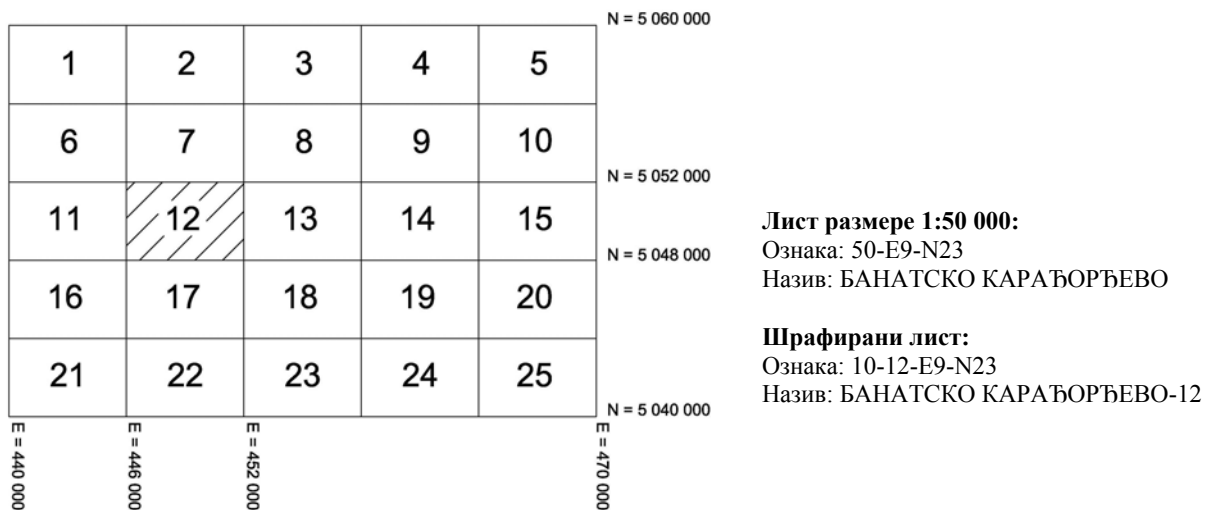 N = 5 060 000
1 2 3 4 5
6 7 8 9 10
N = 5 052 000
11 12 13 14 15
N = 5 048 000
16 17 18 19 20
21 22 23 24 25
N = 5 040 000
E = 440 000
E = 446 000
E = 452 000
E = 470 000
Лист размере 1:50 000:
Ознака: 50-E9-N23
Назив: БАНАТСКО КАРАЂОРЂЕВО
Шрафирани лист:
Ознака: 10-12-E9-N23
Назив: БАНАТСКО КАРАЂОРЂЕВО-12